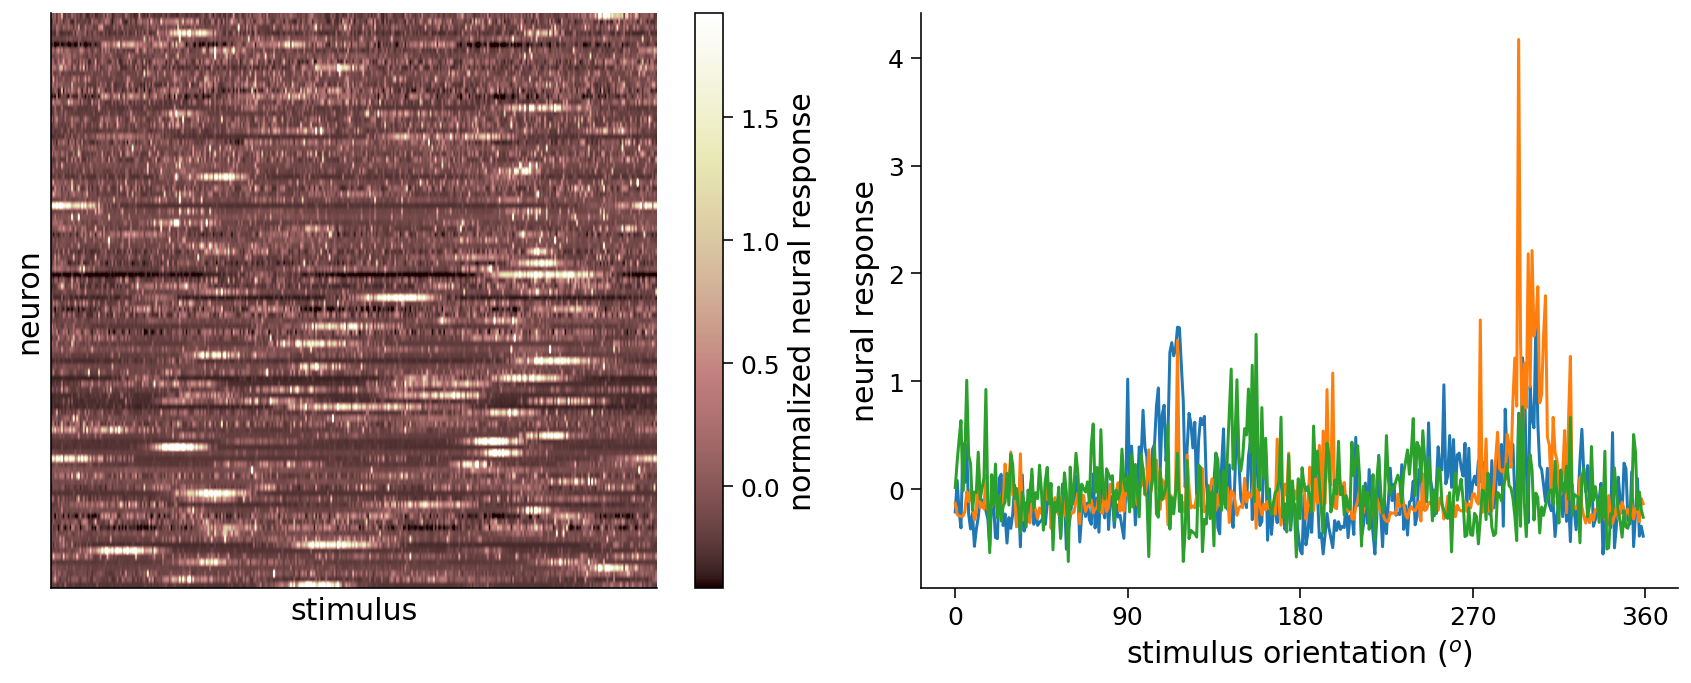 neuron
stimulus
1.5
1.0
0.5
0.0
normalized neural response
neural response
4
3
2
1
0
0 90 180 270 360
stimulus orientation (°)